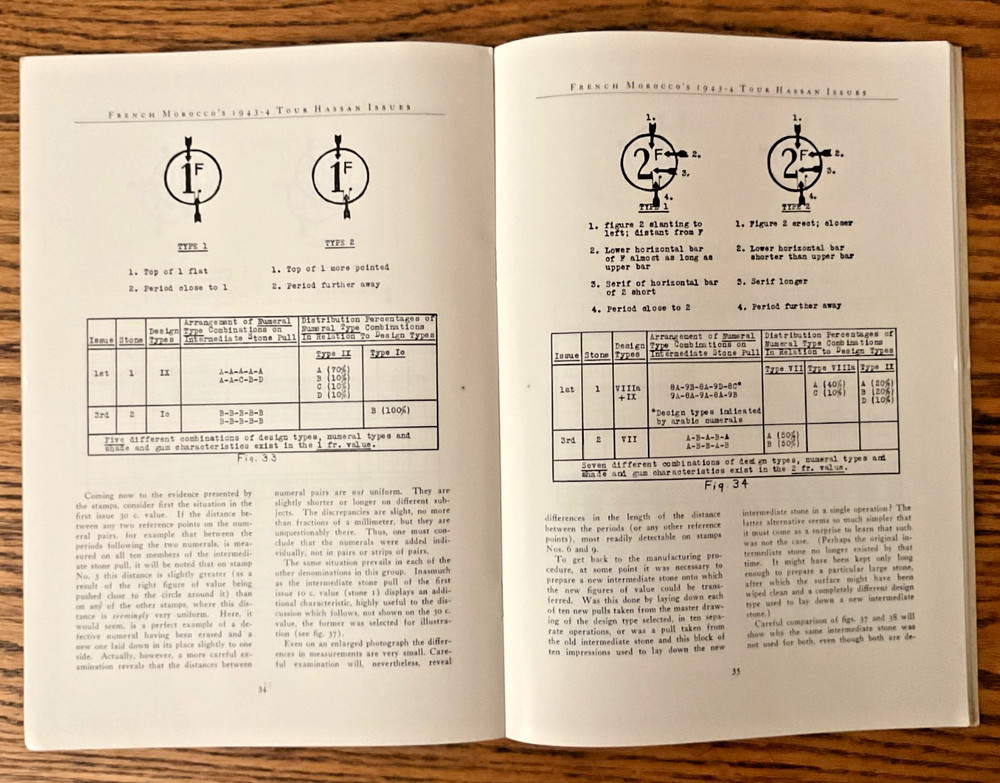 FRENCH MOROCCO'S 1943-4 TOUR HASSAN ISSUES
1F
1F
TYPE 1
TYPE 2
1. Top of 1 flat
2. Period close to 1
1. Top of 1 more pointed
2. Period further away
Issue Stone Design Types Arrangement of Numeral Type Combinations on Intermediate Stone Pull Distribution Percentages of Numeral Type Combinations In Relation To Design Types
Type IX Type Ic
1st 1 IX A-A-A-A-A A (70%)
A-A-C-B-D B (10%)
C (10%)
D (10%)
3rd 2 Ic B-B-B-B-B B (100%)
B-B-B-B-B
Five different combinations of design types, numeral types and
shade and gum characteristics exist in the 1 fr. value.
Fig. 33
Coming now to the evidence presented by
the stamps, consider first the situation in the
first issue 30 c. value. If the distance be-
tween any two reference points on the num-
eral pairs, for example that between the
periods following the two numerals, is mea-
sured on all ten members of the intermedi-
ate stone pull, it will be noted that on stamp
No. 5 this distance is slightly greater (as a
result of the right figure of value being
pushed close to the circle around it) than
on any of the other stamps, where this dis-
tance is seemingly very uniform. Here, it
would seem, is a perfect example of a de-
fective numeral having been erased and a
new one laid down in its place slightly to one
side. Actually, however, a more careful ex-
amination reveals that the distances between
numeral pairs are not uniform. They are
slightly shorter or longer on different sub-
jects. The discrepancies are slight, no more
than fractions of a millimeter, but they are
unquestionably there. Thus, one must con-
clude that the numerals were added indi-
vidually, not in pairs or strips of pairs.
The same situation prevails in each of the
other denominations in this group. Inasmuch
as the intermediate stone pull of the first
issue 10 c. value (stone 1) displays an addi-
tional characteristic, highly useful to the dis-
cussion which follows, not shown on the 30 c.
value, the former was selected for illustra-
tion (see fig. 37).
Even on an enlarged photograph the differ-
ences in measurements are very small. Care-
ful examination will, nevertheless, reveal
34
FRENCH MOROCCO'S 1943-4 TOUR HASSAN ISSUES
1.
2F
2.
3.
4.
TYPE 1
1.
2F
2.
3.
4.
TYPE 2
1. figure 2 slanting to
left; distant from F
2. Lower horizontal bar
of F almost as long as
upper bar
3. Serif of horizontal bar
of 2 short
4. Period close to 2
1. Figure 2 erect; closer
2. Lower horizontal bar
shorter than upper bar
3. Serif longer
4. Period further away
Issue Stone Design Types Arrangement of Numeral Type Combinations on Intermediate Stone Pull Distribution Percentages of Numeral Type Combinations In Relation to Design Types
Type VII Type VIIIa Type IX
1st 1 VIIIa 8A-9B-8A-9D-8C* A (40%) A (20%)
+IX 9A-8A-9A-8A-9B C (10%) B (20%)
D (10%)
*Design types indicated
by arabic numerals
3rd 2 VII A-B-A-B-A A (50%)
A-B-B-A-B B (50%)
Seven different combinations of design types, numeral types and
shade and gum characteristics exist in the 2 fr. value.
Fig. 34
differences in the length of the distance
between the periods (or any other reference
points), most readily detectable on stamps
Nos. 6 and 9.
To get back to the manufacturing pro-
cedure, at some point it was necessary to
prepare a new intermediate stone onto which
the new figures of value could be trans-
ferred. Was this done by laying down each
of ten new pulls taken from the master draw-
ing of the design type selected, in ten sepa-
rate operations, or was a pull taken from
the old intermediate stone and this block of
ten impressions used to lay down the new
intermediate stone in a single operation? The
latter alternative seems so much simpler that
it must come as a surprise to learn that such
was not the case. (Perhaps the original in-
termediate stone no longer existed by that
time. It might have been kept only long
enough to prepare a particular large stone,
after which the surface might have been
wiped clean and a completely different design
type used to lay down a new intermediate
stone.)
Careful comparison of figs. 37 and 38 will
show why the same intermediate stone was
not used for both, even though both are de-
35